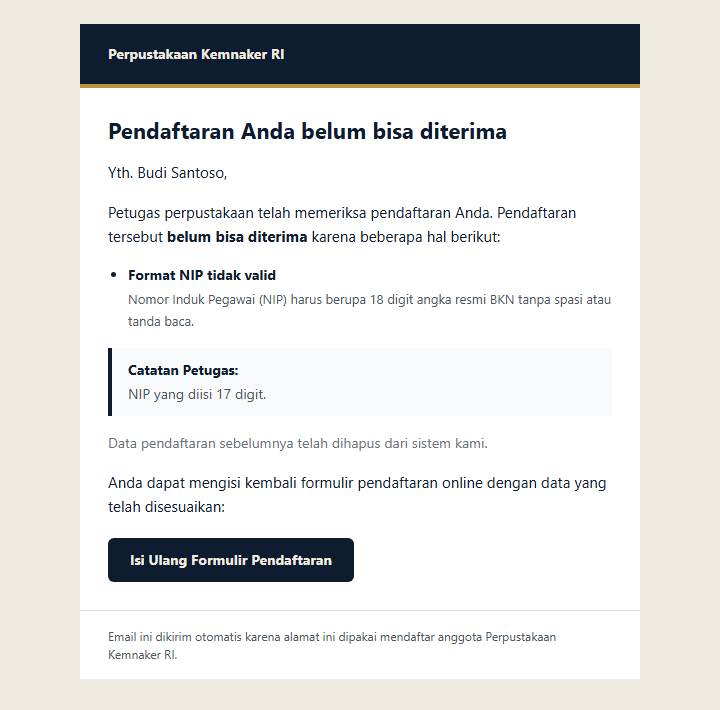 Perpustakaan Kemnaker RI
Pendaftaran Anda belum bisa diterima
Yth. Budi Santoso,
Petugas perpustakaan telah memeriksa pendaftaran Anda. Pendaftaran
tersebut belum bisa diterima karena beberapa hal berikut:
• Format NIP tidak valid
Nomor Induk Pegawai (NIP) harus berupa 18 digit angka resmi BKN tanpa spasi atau
tanda baca.
Catatan Petugas:
NIP yang diisi 17 digit.
Data pendaftaran sebelumnya telah dihapus dari sistem kami.
Anda dapat mengisi kembali formulir pendaftaran online dengan data yang
telah disesuaikan:
Isi Ulang Formulir Pendaftaran
Email ini dikirim otomatis karena alamat ini dipakai mendaftar anggota Perpustakaan
Kemnaker RI.